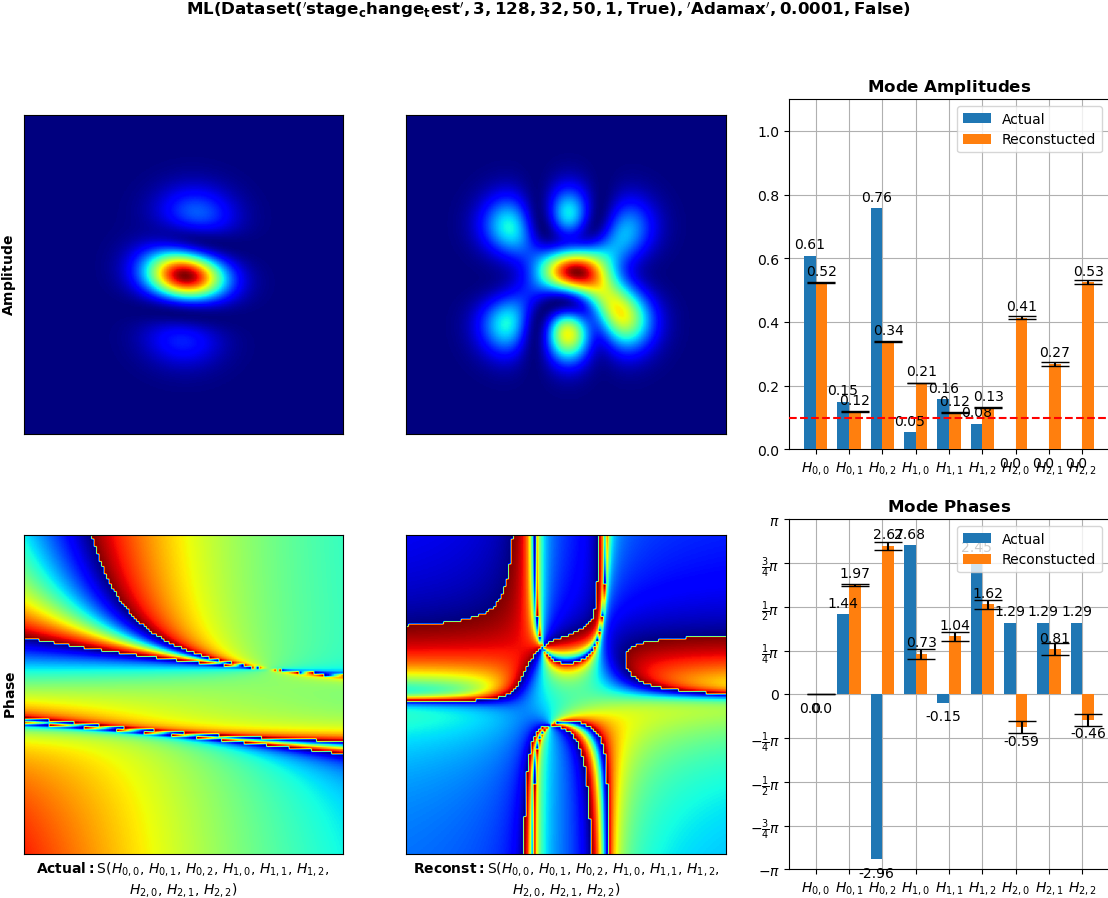 ML(Dataset('stage_change_test', 3, 128, 32, 50, 1, True), 'Adamax', 0.0001, False)
Amplitude
Mode Amplitudes
Actual
Reconstucted
1.0
0.8
0.6
0.4
0.2
0.0
0.61
0.52
0.15
0.12
0.76
0.34
0.05
0.21
0.16
0.12
0.08
0.13
0.0
0.41
0.0
0.27
0.0
0.53
H0,0 H0,1 H0,2 H1,0 H1,1 H1,2 H2,0 H2,1 H2,2
Phase
Mode Phases
Actual
Reconstucted
π
3/4π
1/2π
1/4π
0
−1/4π
−1/2π
−3/4π
−π
0.0
0.0
1.44
1.97
-2.96
2.67
2.68
0.73
-0.15
1.04
2.45
1.62
1.29
-0.59
1.29
0.81
1.29
-0.46
H0,0 H0,1 H0,2 H1,0 H1,1 H1,2 H2,0 H2,1 H2,2
Actual: S(H0,0, H0,1, H0,2, H1,0, H1,1, H1,2,
H2,0, H2,1, H2,2)
Reconst: S(H0,0, H0,1, H0,2, H1,0, H1,1, H1,2,
H2,0, H2,1, H2,2)